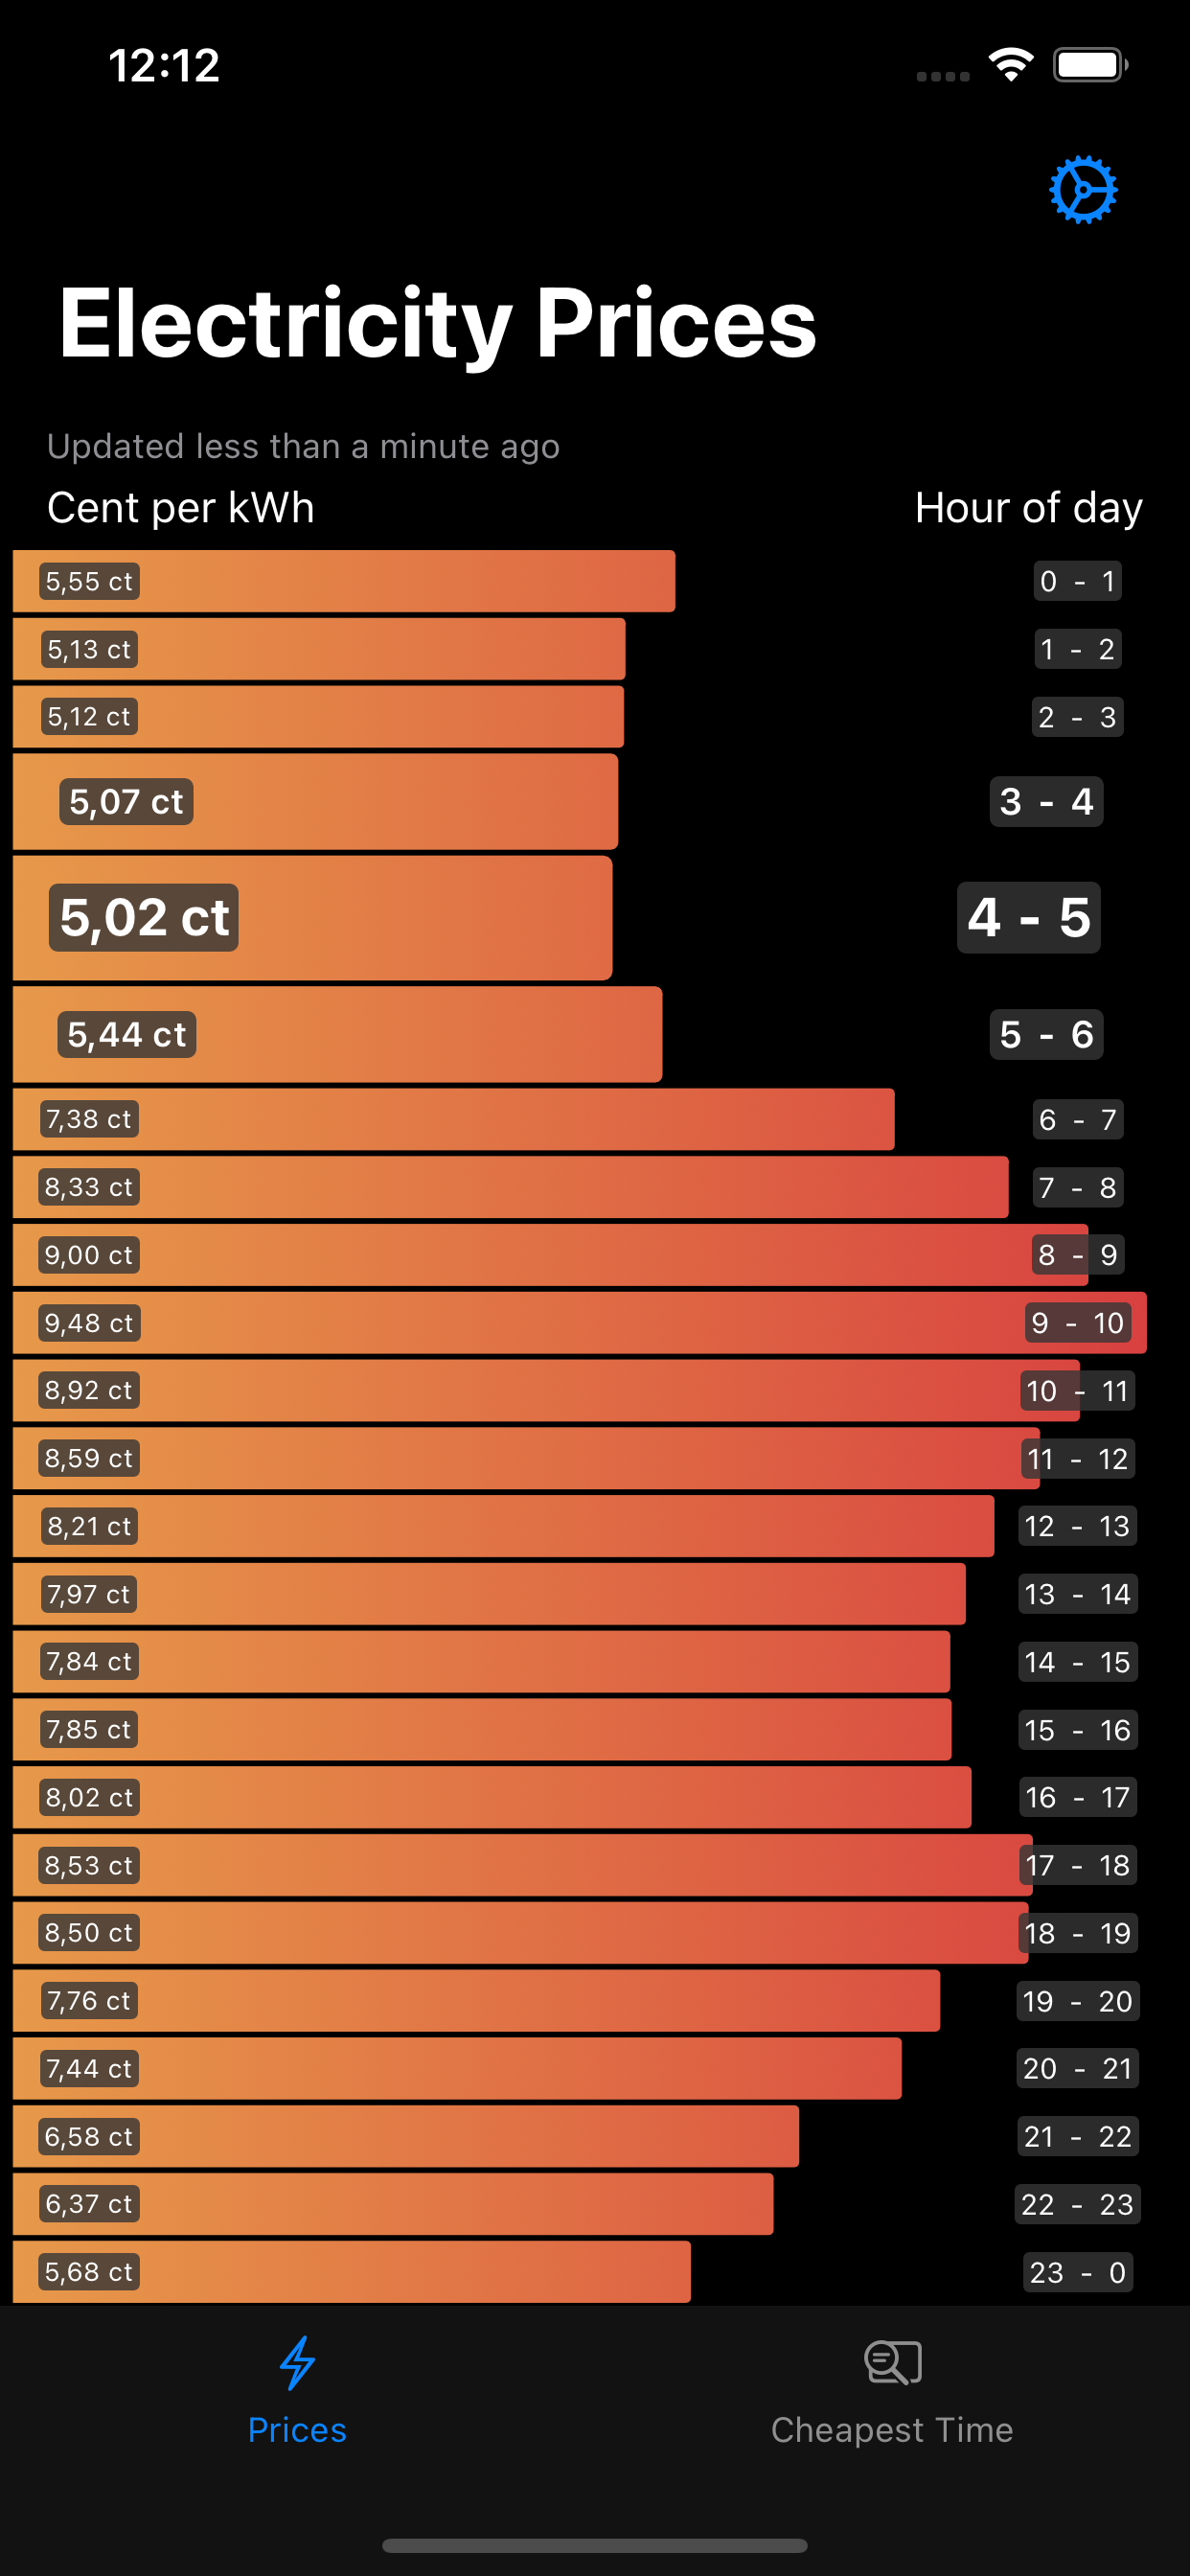 12:12
Electricity Prices
Updated less than a minute ago
Cent per kWh Hour of day
5,55 ct 0 - 1
5,13 ct 1 - 2
5,12 ct 2 - 3
5,07 ct 3 - 4
5,02 ct 4 - 5
5,44 ct 5 - 6
7,38 ct 6 - 7
8,33 ct 7 - 8
9,00 ct 8 - 9
9,48 ct 9 - 10
8,92 ct 10 - 11
8,59 ct 11 - 12
8,21 ct 12 - 13
7,97 ct 13 - 14
7,84 ct 14 - 15
7,85 ct 15 - 16
8,02 ct 16 - 17
8,53 ct 17 - 18
8,50 ct 18 - 19
7,76 ct 19 - 20
7,44 ct 20 - 21
6,58 ct 21 - 22
6,37 ct 22 - 23
5,68 ct 23 - 0
Prices Cheapest Time